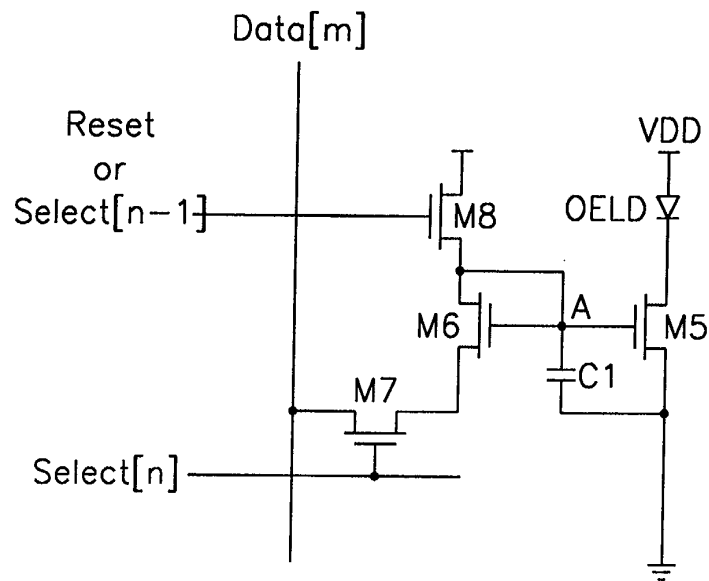 Data[m]
Reset
or
Select[n-1]
VDD
M8
OELD
A
M6
M5
C1
M7
Select[n]